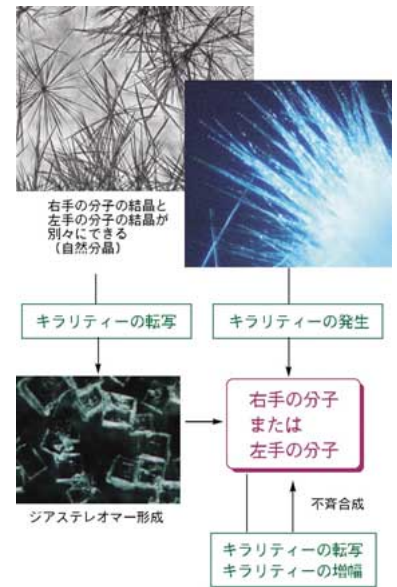 右手の分子の結晶と
左手の分子の結晶が
別々にできる
（自然分晶）
キラリティーの転写
キラリティーの発生
右手の分子
または
左手の分子
ジアステレオマー形成
不斉合成
キラリティーの転写
キラリティーの増幅